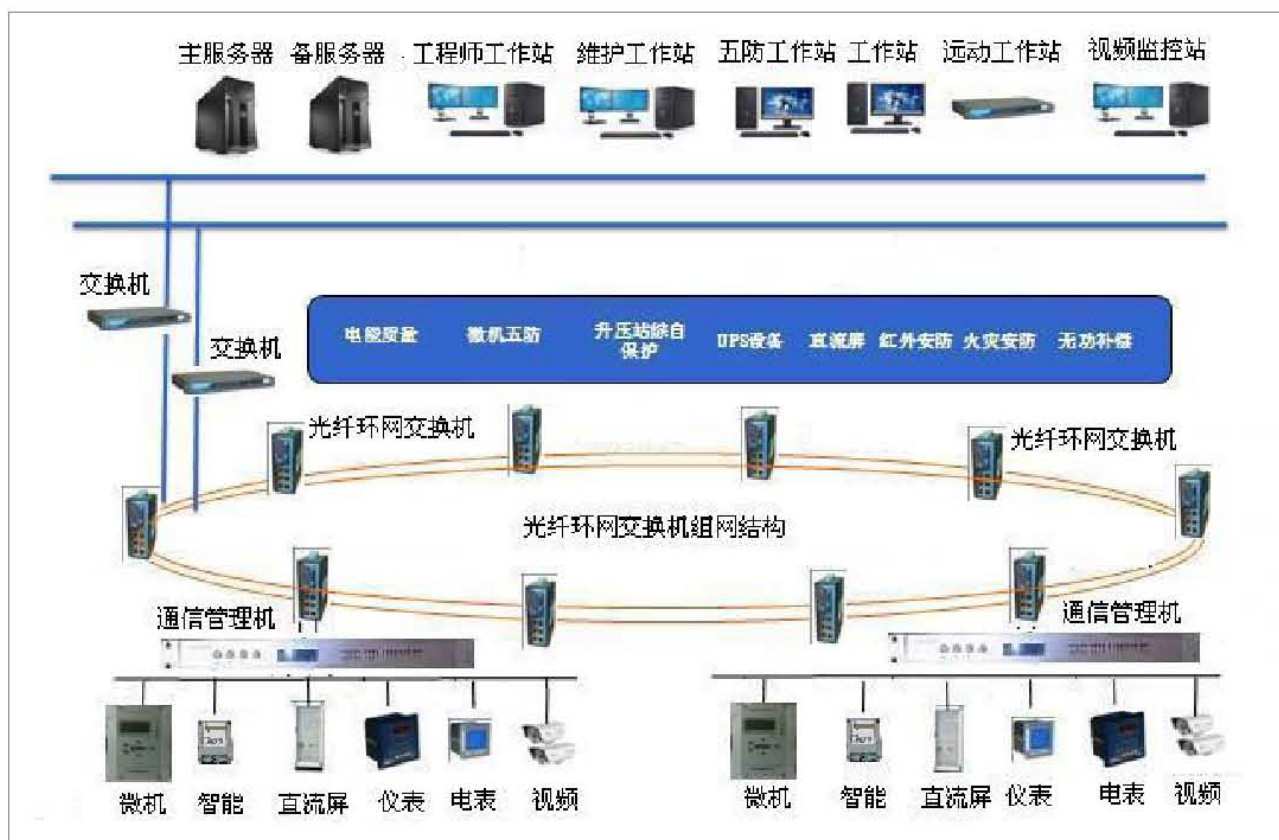 主服务器 备服务器 工程师工作站 维护工作站 五防工作站 工作站 远动工作站 视频监控站
交换机
交换机
电能质量 微机五防 升压站综自 UPS设备 直流屏 红外安防 火灾安防 无功补偿
保护
光纤环网交换机 光纤环网交换机
光纤环网交换机组网结构
通信管理机 通信管理机
微机 智能 直流屏 仪表 电表 视频 微机 智能 直流屏 仪表 电表 视频